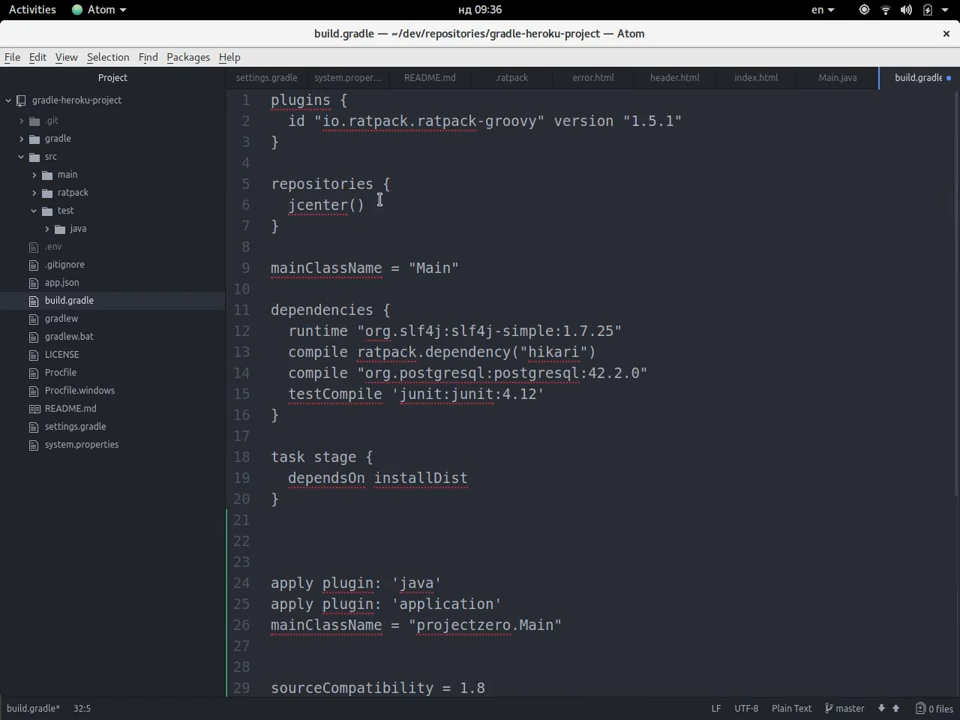 Activities Atom нд 09:36 en
build.gradle — ~/dev/repositories/gradle-heroku-project — Atom ×
File Edit View Selection Find Packages Help
Project settings.gradle system.proper... README.md .ratpack error.html header.html index.html Main.java build.gradle
gradle-heroku-project
.git
gradle
src
main
ratpack
test
java
.env
.gitignore
app.json
build.gradle
gradlew
gradlew.bat
LICENSE
Procfile
Procfile.windows
README.md
settings.gradle
system.properties
1 plugins {
2 id "io.ratpack.ratpack-groovy" version "1.5.1"
3 }
4
5 repositories {
6 jcenter()
7 }
8
9 mainClassName = "Main"
10
11 dependencies {
12 runtime "org.slf4j:slf4j-simple:1.7.25"
13 compile ratpack.dependency("hikari")
14 compile "org.postgresql:postgresql:42.2.0"
15 testCompile 'junit:junit:4.12'
16 }
17
18 task stage {
19 dependsOn installDist
20 }
21
22
23
24 apply plugin: 'java'
25 apply plugin: 'application'
26 mainClassName = "projectzero.Main"
27
28
29 sourceCompatibility = 1.8
build.gradle* 32:5 LF UTF-8 Plain Text master 0 files